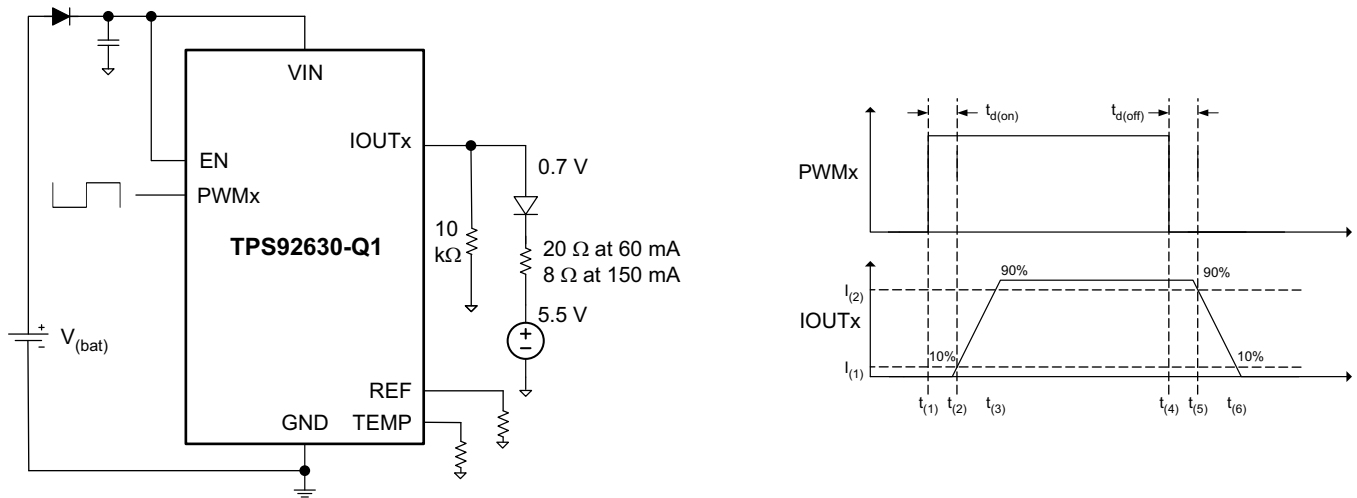 VIN
IOUTx
EN
PWMx
TPS92630-Q1
0.7 V
10
kΩ
20 Ω at 60 mA
8 Ω at 150 mA
5.5 V
+
−
+
-
V(bat)
REF
GND TEMP
td(on) td(off)
PWMx
90% 90%
I(2)
IOUTx
10% 10%
I(1)
t(1) t(2) t(3) t(4) t(5) t(6)